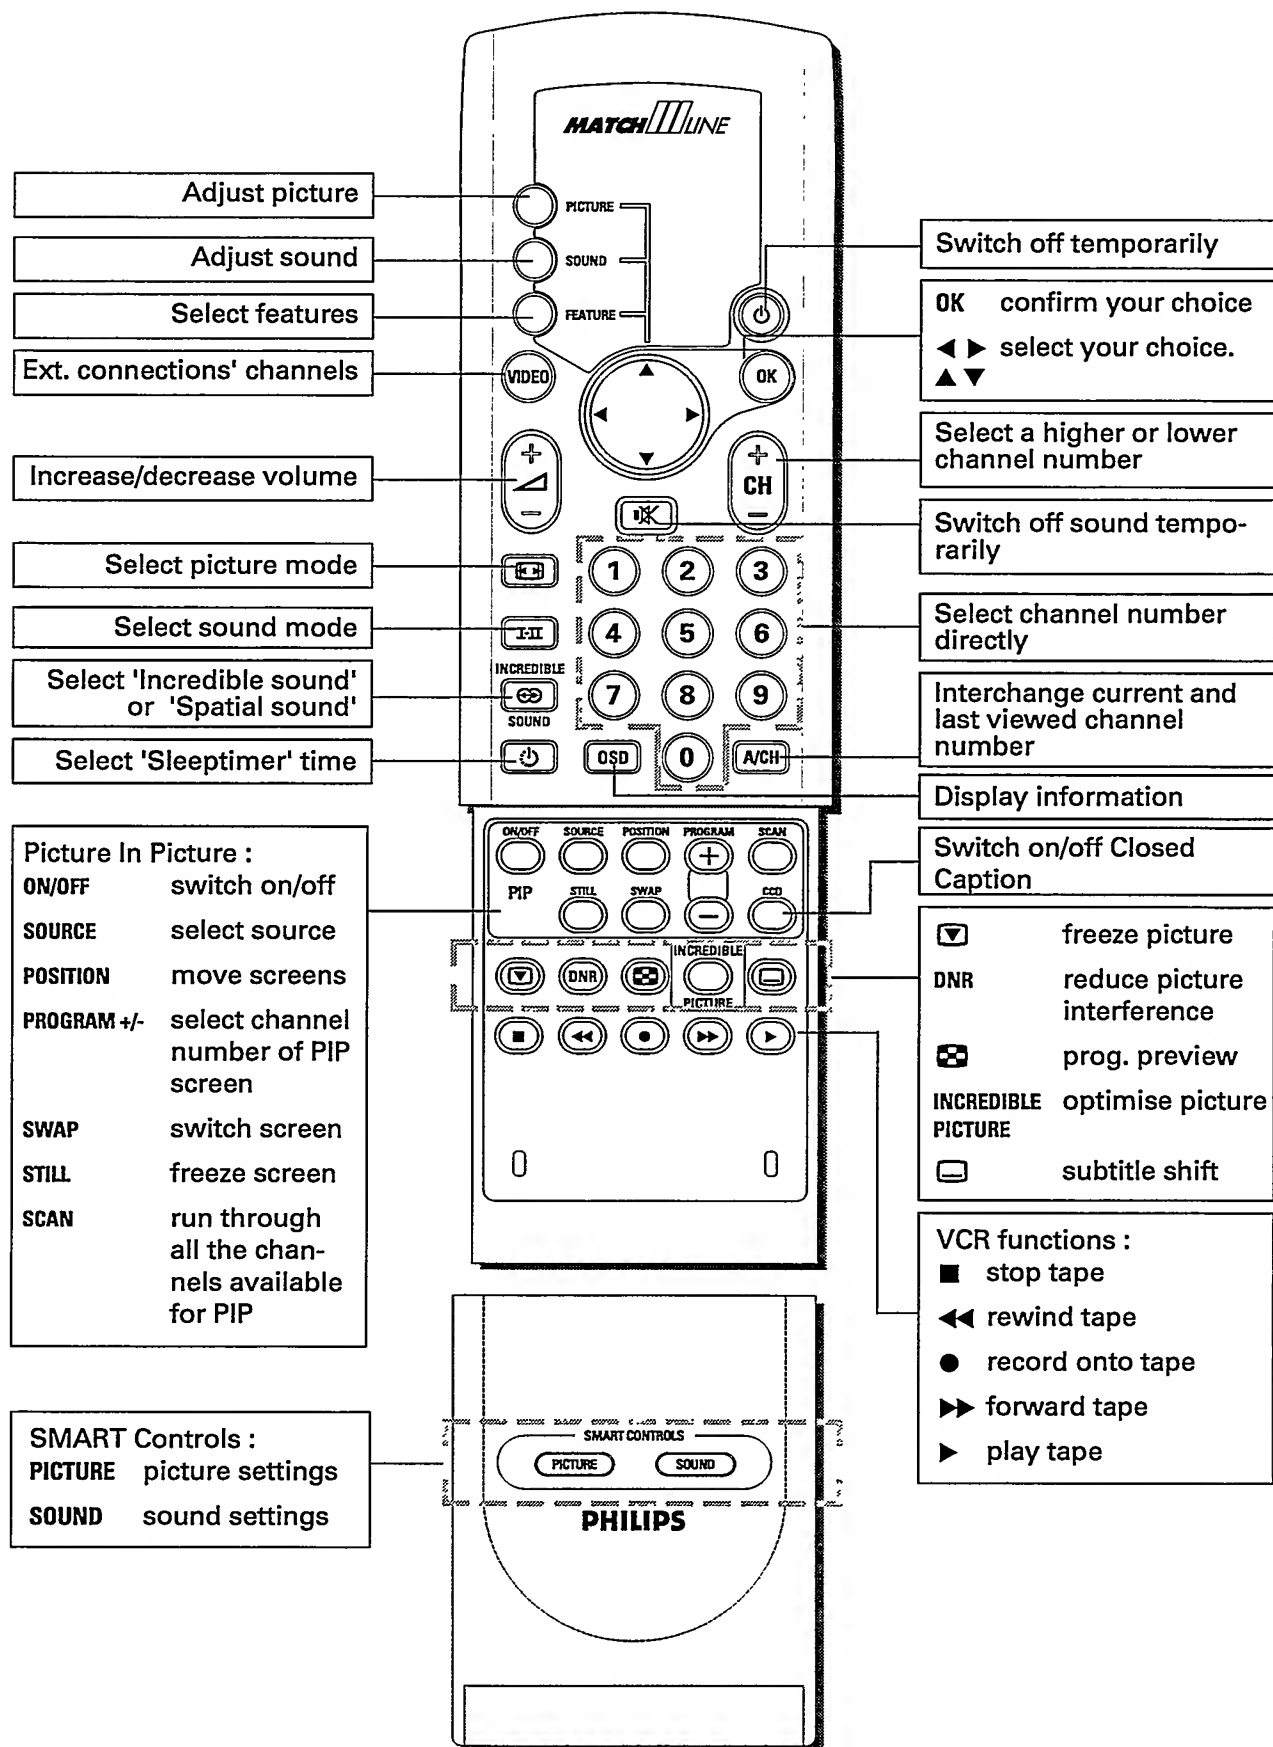 MATCH LINE
Adjust picture
Adjust sound
Select features
Ext. connections' channels
Increase/decrease volume
Select picture mode
Select sound mode
Select 'Incredible sound'
or 'Spatial sound'
Select 'Sleeptimer' time
Picture In Picture :
ON/OFF switch on/off
SOURCE select source
POSITION move screens
PROGRAM +/- select channel
number of PIP
screen
SWAP switch screen
STILL freeze screen
SCAN run through
all the chan-
nels available
for PIP
SMART Controls :
PICTURE picture settings
SOUND sound settings
PICTURE
SOUND
FEATURE
VIDEO
OK
+ +
CH
– –
1 2 3
4 5 6
7 8 9
0
I-II
INCREDIBLE
SOUND
OSD
A/CH
ON/OFF SOURCE POSITION PROGRAM SCAN
+
PIP STILL SWAP CCD
–
INCREDIBLE
DNR
PICTURE
SMART CONTROLS
PICTURE SOUND
PHILIPS
Switch off temporarily
OK confirm your choice
◀ ▶ select your choice.
▲ ▼
Select a higher or lower
channel number
Switch off sound tempo-
rarily
Select channel number
directly
Interchange current and
last viewed channel
number
Display information
Switch on/off Closed
Caption
freeze picture
DNR reduce picture
interference
prog. preview
INCREDIBLE optimise picture
PICTURE
subtitle shift
VCR functions :
■ stop tape
◀◀ rewind tape
● record onto tape
▶▶ forward tape
▶ play tape